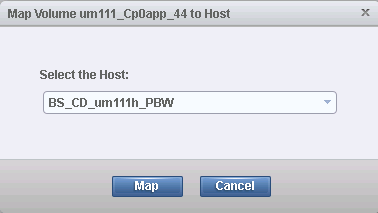 Map Volume um111_Cp0app_44 to Host
Select the Host:
BS_CD_um111h_PBW
Map
Cancel